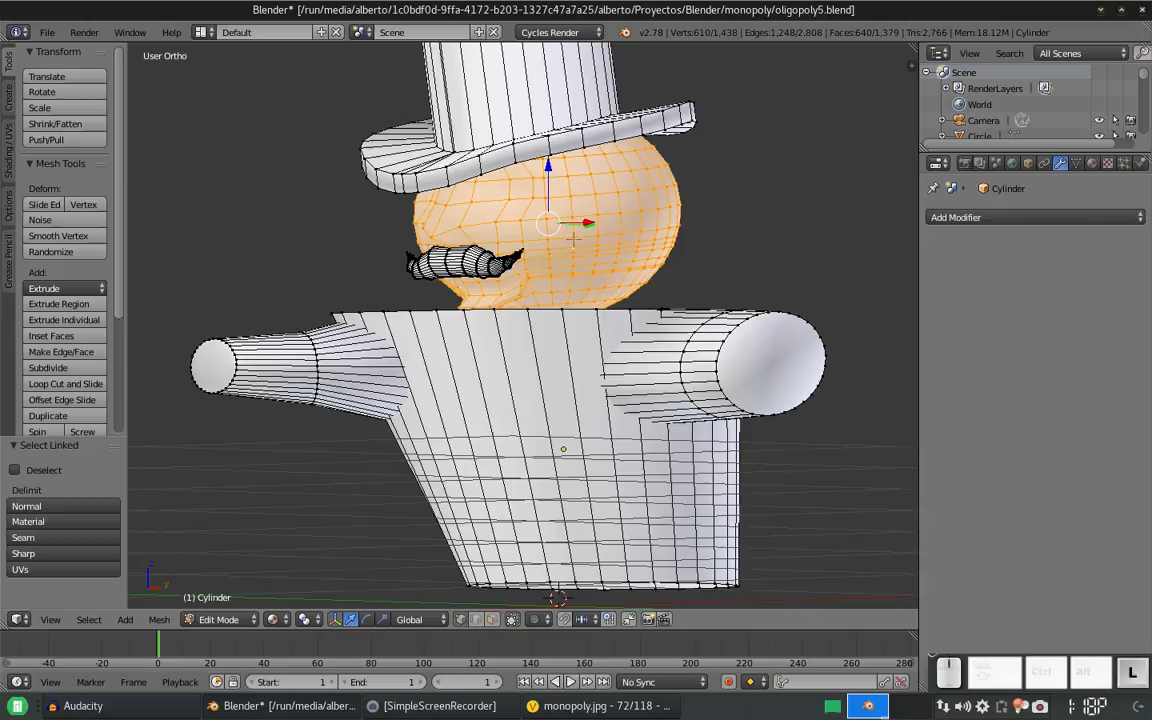 Blender* [/run/media/alberto/1c0bdf0d-9ffa-4172-b203-1327c47a7a25/alberto/Proyectos/Blender/monopoly/oligopoly5.blend]
File Render Window Help Default Scene Cycles Render v2.78 | Verts:610/1,438 | Edges:1,248/2,808 | Faces:640/1,379 | Tris:2,766 | Mem:18.12M | Cylinder
Transform
Translate
Rotate
Scale
Shrink/Fatten
Push/Pull
Mesh Tools
Deform:
Slide Ed Vertex
Noise
Smooth Vertex
Randomize
Add:
Extrude
Extrude Region
Extrude Individual
Inset Faces
Make Edge/Face
Subdivide
Loop Cut and Slide
Offset Edge Slide
Duplicate
Spin Screw
Select Linked
Deselect
Delimit
Normal
Material
Seam
Sharp
UVs
Tools
Create
Shading / UVs
Options
Grease Pencil
User Ortho
z
y
(1) Cylinder
View Search All Scenes
Scene
RenderLayers
World
Camera
Circle
Cylinder
Add Modifier
View Select Add Mesh Edit Mode Global
-40 -20 0 20 40 60 80 100 120 140 160 180 200 220 240 260 280
View Marker Frame Playback Start: 1 End: 1 1 No Sync
Ctrl Alt L
Audacity Blender* [/run/media/alber... [SimpleScreenRecorder] monopoly.jpg - 72/118 - ...